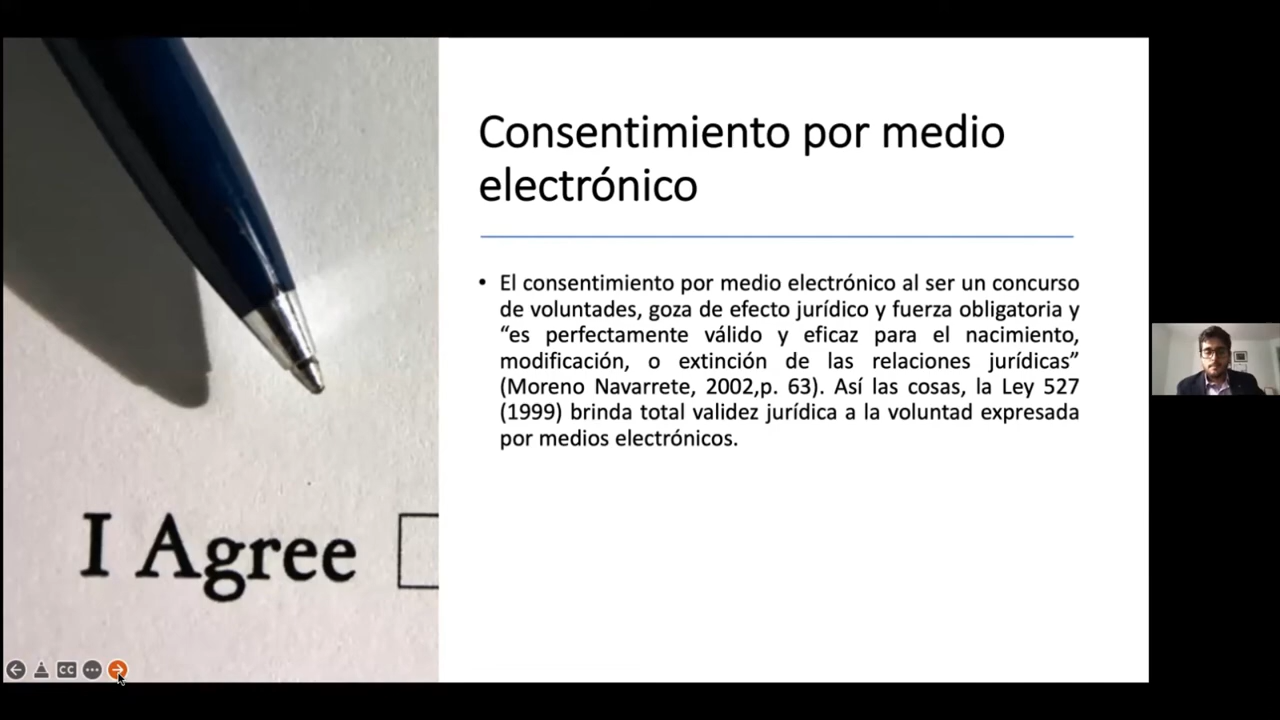 Consentimiento por medio
electrónico
• El consentimiento por medio electrónico al ser un concurso
de voluntades, goza de efecto jurídico y fuerza obligatoria y
“es perfectamente válido y eficaz para el nacimiento,
modificación, o extinción de las relaciones jurídicas”
(Moreno Navarrete, 2002,p. 63). Así las cosas, la Ley 527
(1999) brinda total validez jurídica a la voluntad expresada
por medios electrónicos.
I Agree
CC